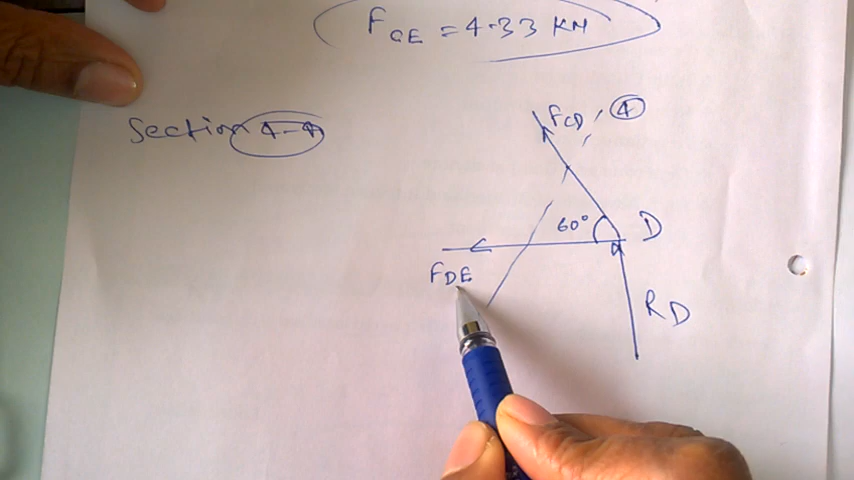 FCE = 4.33 KN
Section 4-4
FCD, 4
60° D
FDE
RD